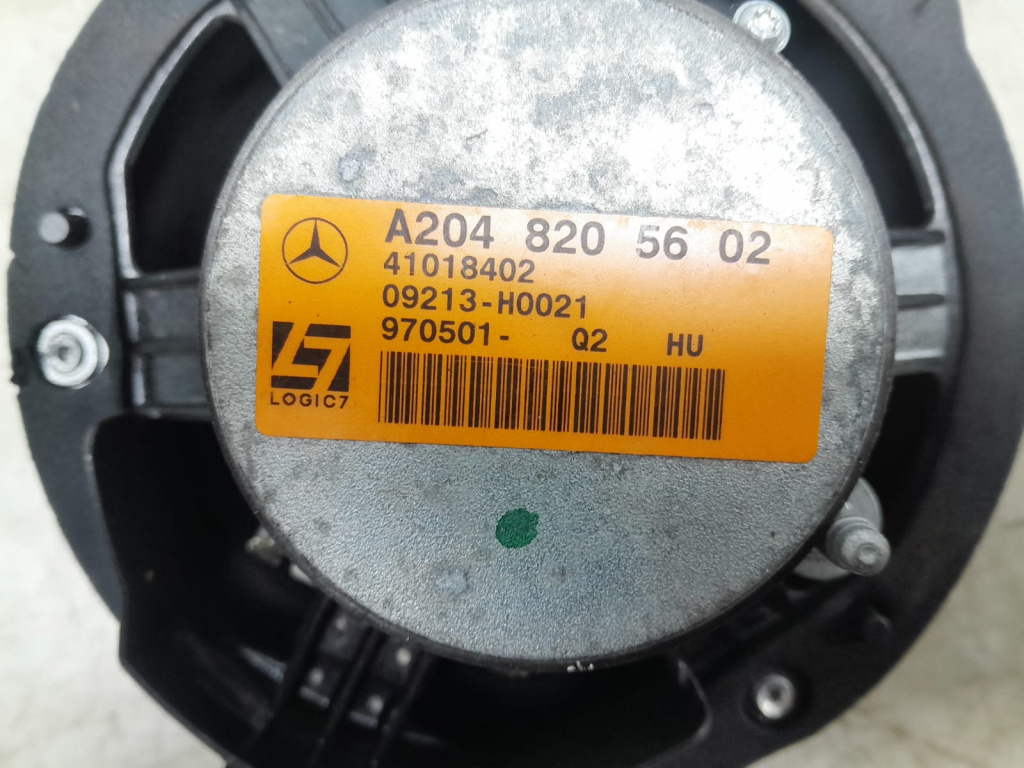 A204 820 56 02
41018402
09213-H0021
970501- Q2 HU
LOGIC7